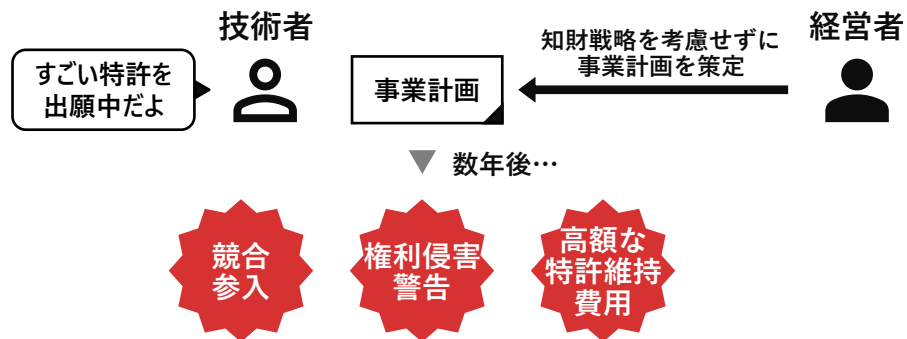 技術者
すごい特許を
出願中だよ
事業計画
知財戦略を考慮せずに
事業計画を策定
経営者
数年後…
競合
参入
権利侵害
警告
高額な
特許維持
費用